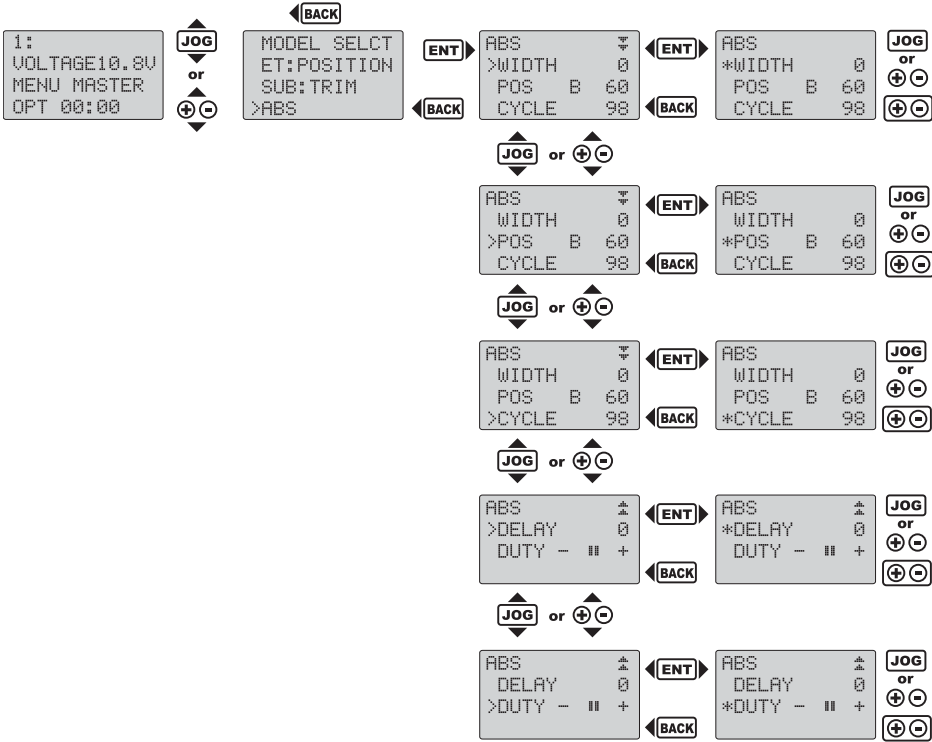 BACK
1:
VOLTAGE10.8V
MENU MASTER
OPT 00:00
JOG
or
+ -
MODEL SELCT
ET:POSITION
SUB:TRIM
>ABS
ENT
BACK
ABS
>WIDTH 0
POS B 60
CYCLE 98
ENT
BACK
ABS
*WIDTH 0
POS B 60
CYCLE 98
JOG
or
+ -
+ -
JOG or + -
ABS
WIDTH 0
>POS B 60
CYCLE 98
ENT
BACK
ABS
WIDTH 0
*POS B 60
CYCLE 98
JOG
or
+ -
+ -
JOG or + -
ABS
WIDTH 0
POS B 60
>CYCLE 98
ENT
BACK
ABS
WIDTH 0
POS B 60
*CYCLE 98
JOG
or
+ -
+ -
JOG or + -
ABS
>DELAY 0
DUTY - +
ENT
BACK
ABS
*DELAY 0
DUTY - +
JOG
or
+ -
+ -
JOG or + -
ABS
DELAY 0
>DUTY - +
ENT
BACK
ABS
DELAY 0
*DUTY - +
JOG
or
+ -
+ -